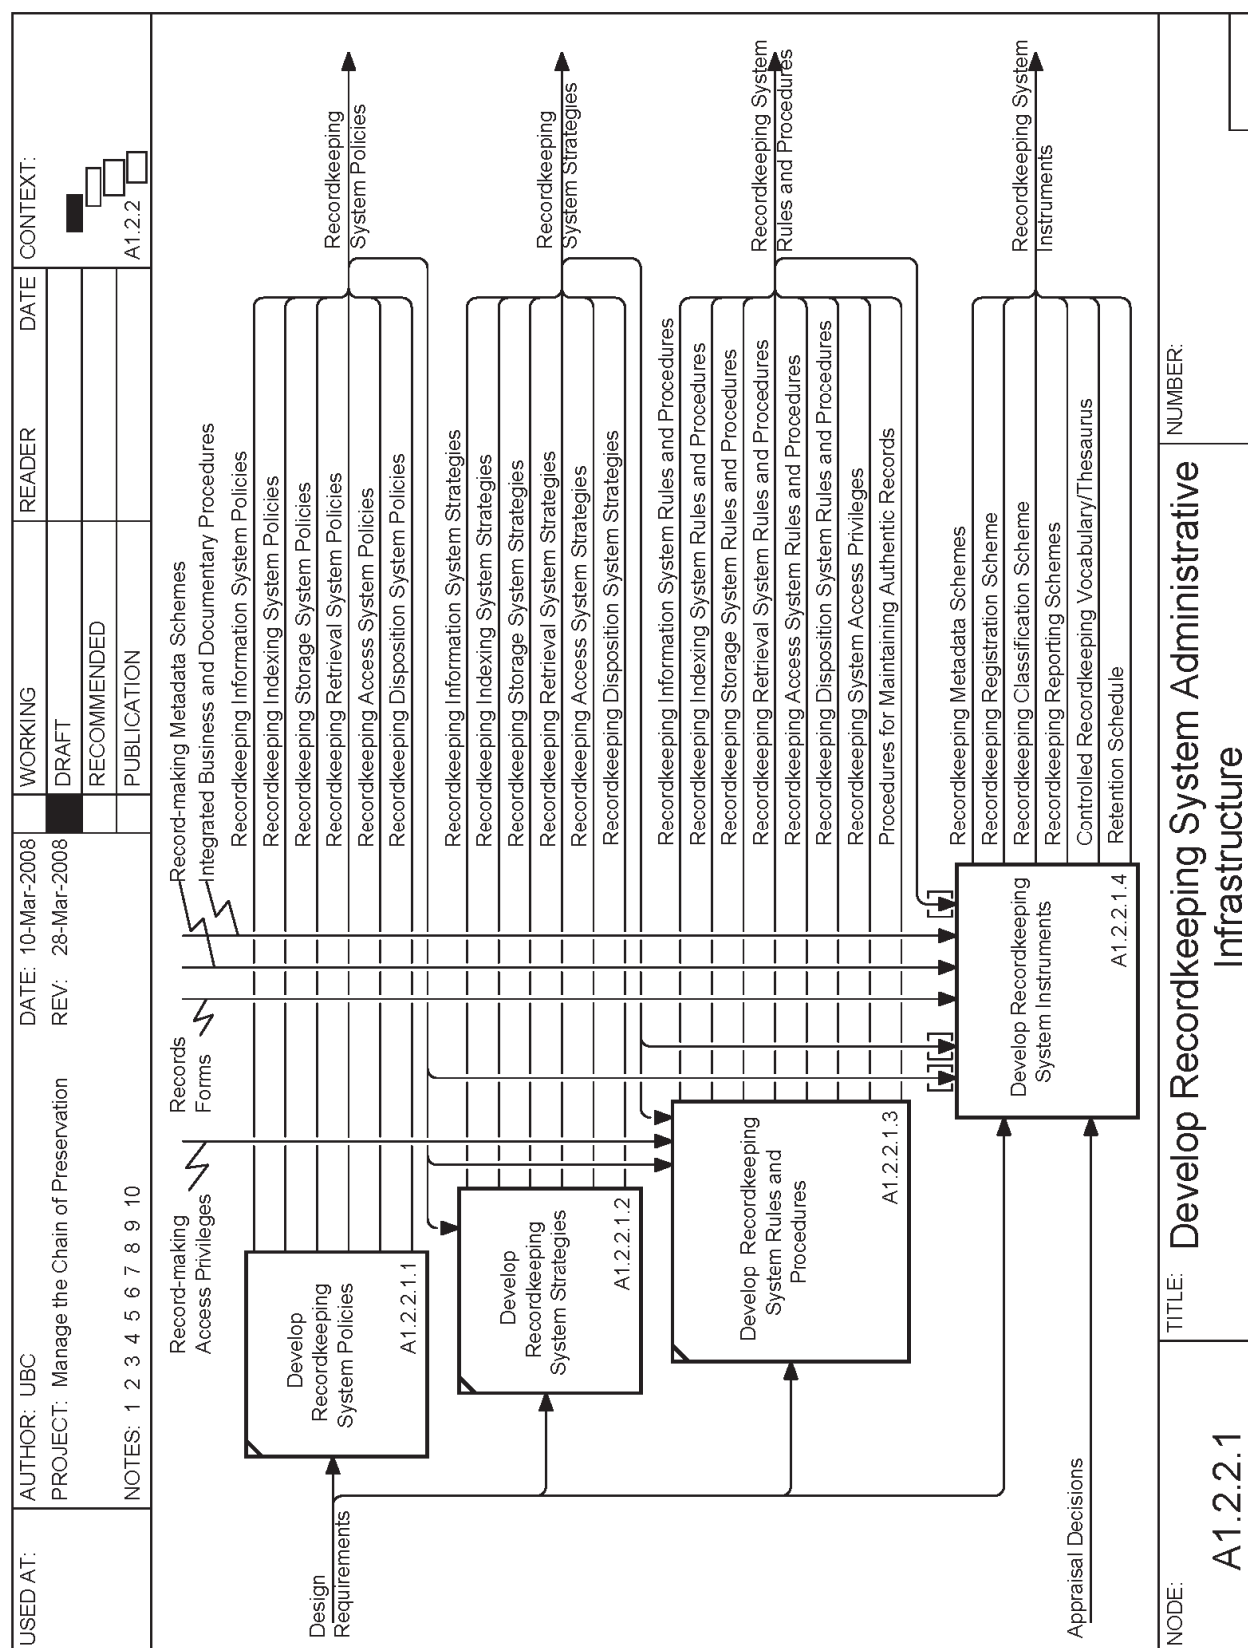 USED AT:
AUTHOR: UBC
PROJECT: Manage the Chain of Preservation
NOTES: 1 2 3 4 5 6 7 8 9 10
DATE: 10-Mar-2008
REV: 28-Mar-2008
WORKING
DRAFT
RECOMMENDED
PUBLICATION
READER
DATE
CONTEXT:
A1.2.2
Record-making
Access Privileges
Records
Forms
Record-making Metadata Schemes
Integrated Business and Documentary Procedures
Design
Requirements
Develop
Recordkeeping
System Policies
A1.2.2.1.1
Recordkeeping Information System Policies
Recordkeeping Indexing System Policies
Recordkeeping Storage System Policies
Recordkeeping Retrieval System Policies
Recordkeeping Access System Policies
Recordkeeping Disposition System Policies
Recordkeeping
System Policies
Develop
Recordkeeping
System Strategies
A1.2.2.1.2
Recordkeeping Information System Strategies
Recordkeeping Indexing System Strategies
Recordkeeping Storage System Strategies
Recordkeeping Retrieval System Strategies
Recordkeeping Access System Strategies
Recordkeeping Disposition System Strategies
Recordkeeping
System Strategies
Develop Recordkeeping
System Rules and
Procedures
A1.2.2.1.3
Recordkeeping Information System Rules and Procedures
Recordkeeping Indexing System Rules and Procedures
Recordkeeping Storage System Rules and Procedures
Recordkeeping Retrieval System Rules and Procedures
Recordkeeping Access System Rules and Procedures
Recordkeeping Disposition System Rules and Procedures
Recordkeeping System Access Privileges
Procedures for Maintaining Authentic Records
Recordkeeping System
Rules and Procedures
Appraisal Decisions
Develop Recordkeeping
System Instruments
A1.2.2.1.4
Recordkeeping Metadata Schemes
Recordkeeping Registration Scheme
Recordkeeping Classification Scheme
Recordkeeping Reporting Schemes
Controlled Recordkeeping Vocabulary/Thesaurus
Retention Schedule
Recordkeeping System
Instruments
NODE:
A1.2.2.1
TITLE:
Develop Recordkeeping System Administrative
Infrastructure
NUMBER: